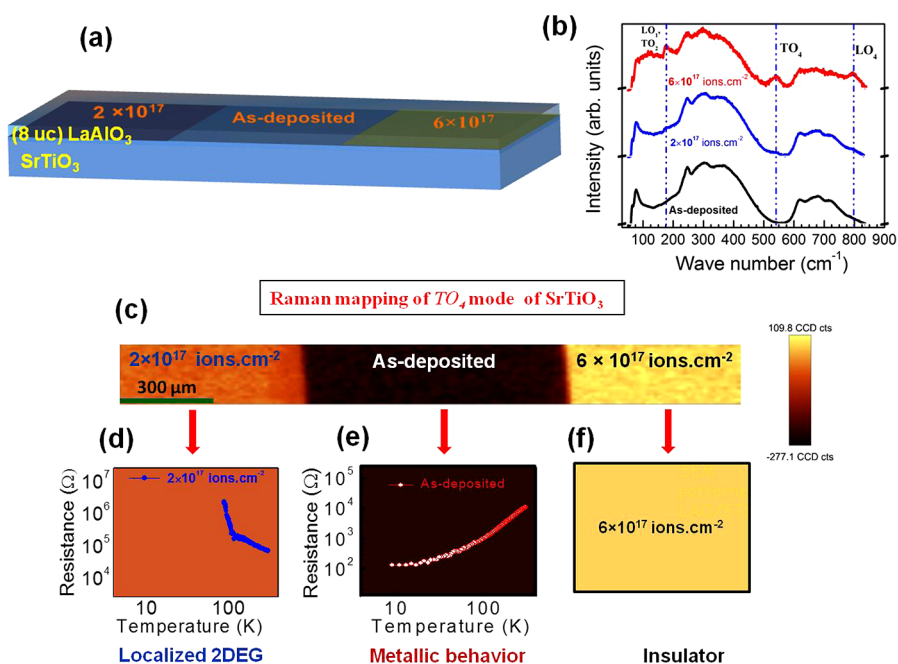 (a)
2 ×10¹⁷
As-deposited
6×10¹⁷
(8 uc) LaAlO₃
SrTiO₃
(b)
Intensity (arb. units)
LO₁,
TO₂
TO₄
LO₄
6×10¹⁷ ions.cm⁻²
2×10¹⁷ ions.cm⁻²
As-deposited
100 200 300 400 500 600 700 800 900
Wave number (cm⁻¹)
Raman mapping of TO₄ mode of SrTiO₃
(c)
2×10¹⁷ ions.cm⁻²
As-deposited
6 × 10¹⁷ ions.cm⁻²
300 µm
109.8 CCD cts
-277.1 CCD cts
(d)
Resistance (Ω)
10⁷
10⁶
10⁵
10⁴
2×10¹⁷ ions.cm⁻²
10 100
Temperature (K)
Localized 2DEG
(e)
Resistance (Ω)
10⁵
10⁴
10³
10²
As-deposited
10 100
Temperature (K)
Metallic behavior
(f)
6×10¹⁷ ions.cm⁻²
Insulator